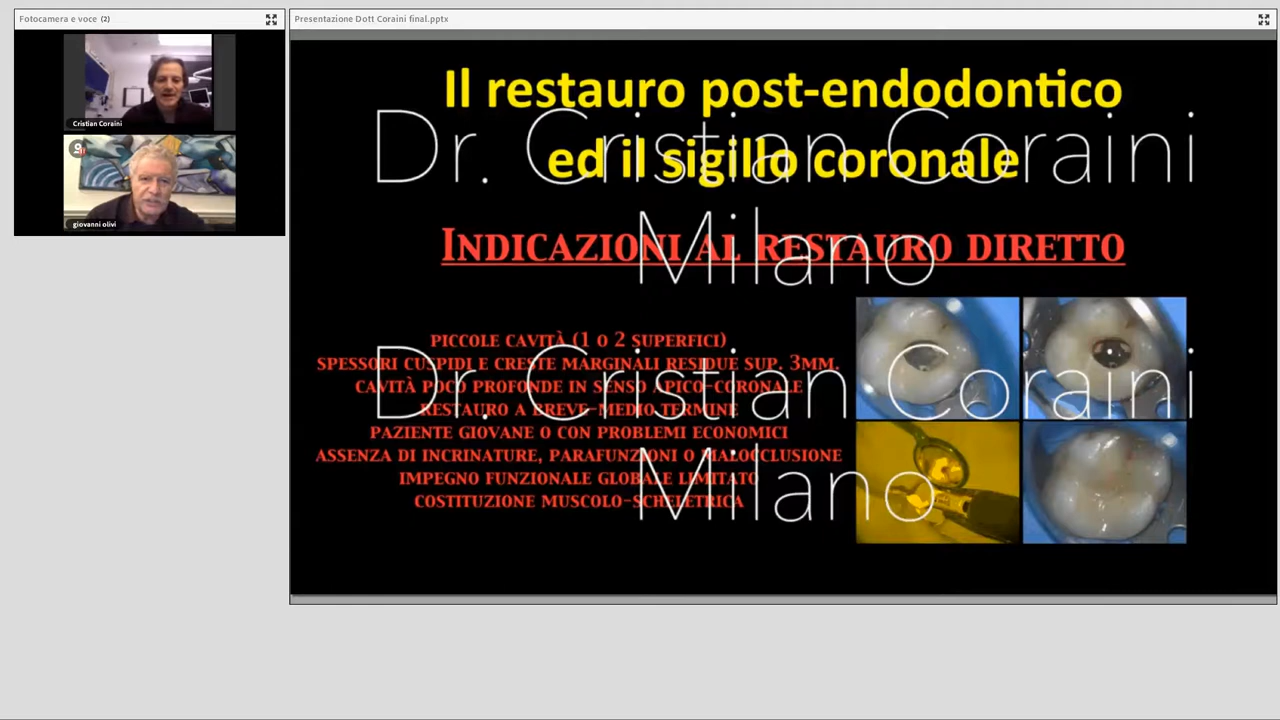 Fotocamera e voce (2)
Cristian Coraini
giovanni olivi
Presentazione Dott Coraini final.pptx
Il restauro post-endodontico
ed il sigillo coronale
Dr. Cristian Coraini
Milano
INDICAZIONI AL RESTAURO DIRETTO
PICCOLE CAVITÀ (1 O 2 SUPERFICI)
SPESSORI CUSPIDI E CRESTE MARGINALI RESIDUE SUP. 3MM.
CAVITÀ POCO PROFONDE IN SENSO APICO-CORONALE
RESTAURO A BREVE-MEDIO TERMINE
PAZIENTE GIOVANE O CON PROBLEMI ECONOMICI
ASSENZA DI INCRINATURE, PARAFUNZIONI O MALOCCLUSIONE
IMPEGNO FUNZIONALE GLOBALE LIMITATO
COSTITUZIONE MUSCOLO-SCHELETRICA
Dr. Cristian Coraini
Milano